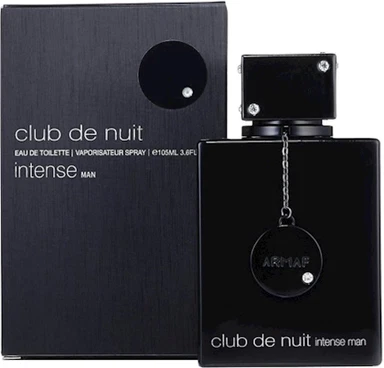 club de nuit
EAU DE TOILETTE | VAPORISATEUR SPRAY | ℮105ML 3.6FL
intense MAN
ARMAF
club de nuit intense man